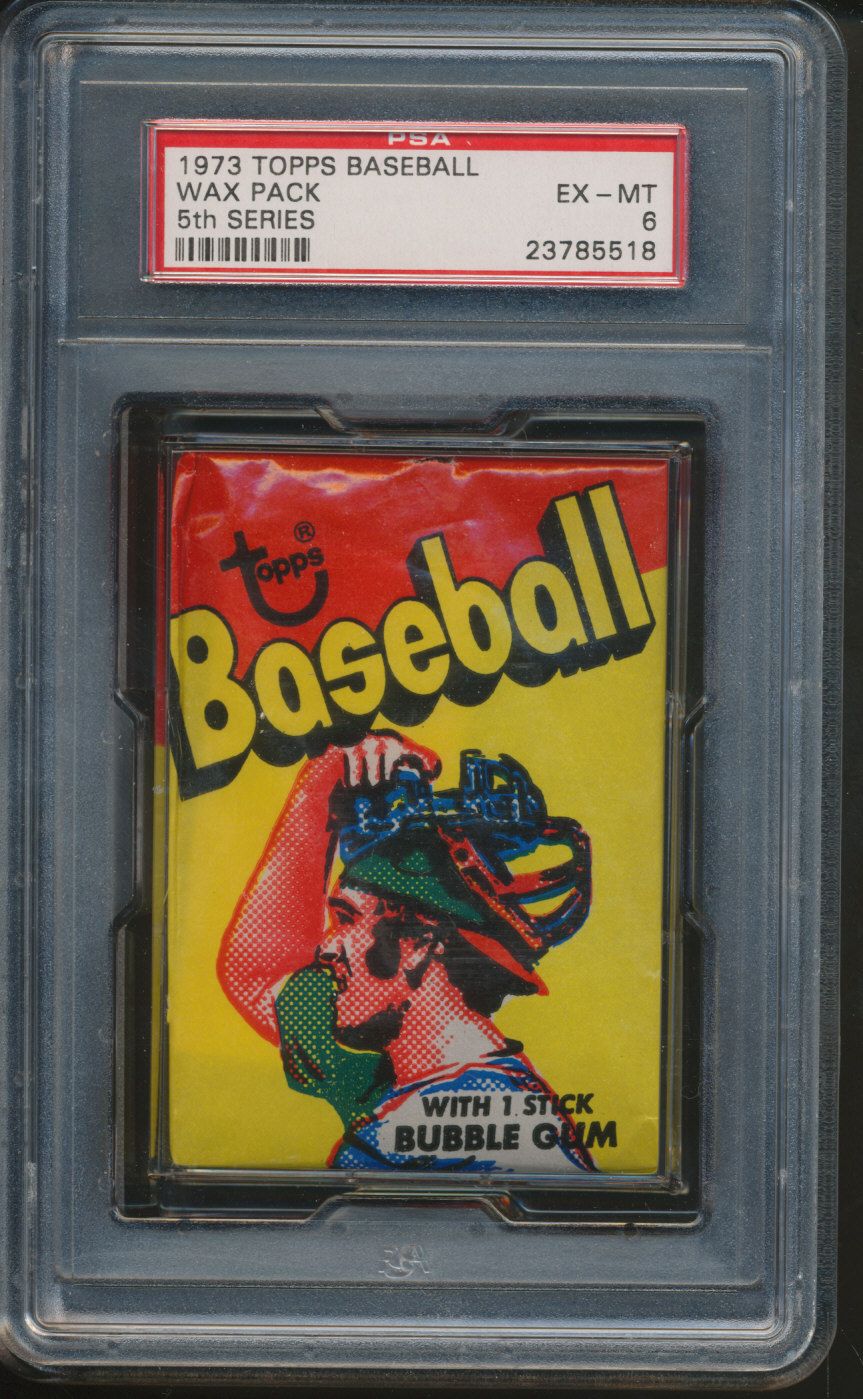 PSA
1973 TOPPS BASEBALL
WAX PACK EX - MT
5th SERIES 6
23785518
Topps®
Baseball
WITH 1 STICK
BUBBLE GUM
PSA